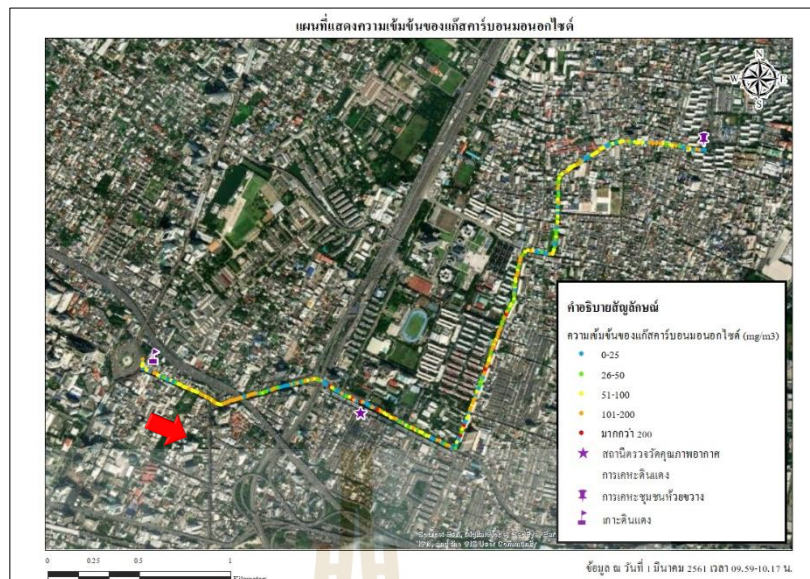 แผนที่แสดงความเข้มข้นของแก๊สคาร์บอนมอนอกไซด์
N
W E
S
คำอธิบายสัญลักษณ์
ความเข้มข้นของแก๊สคาร์บอนมอนอกไซด์ (mg/m3)
0-25
26-50
51-100
101-200
มากกว่า 200
สถานีตรวจวัดคุณภาพอากาศ
การเคหะดินแดง
การเคหะชุมชนห้วยขวาง
เกาะดินแดง
and the GIS User Community
0 0.25 0.5 1
Kilometers
ข้อมูล ณ วันที่ 1 มีนาคม 2561 เวลา 09.59-10.17 น.